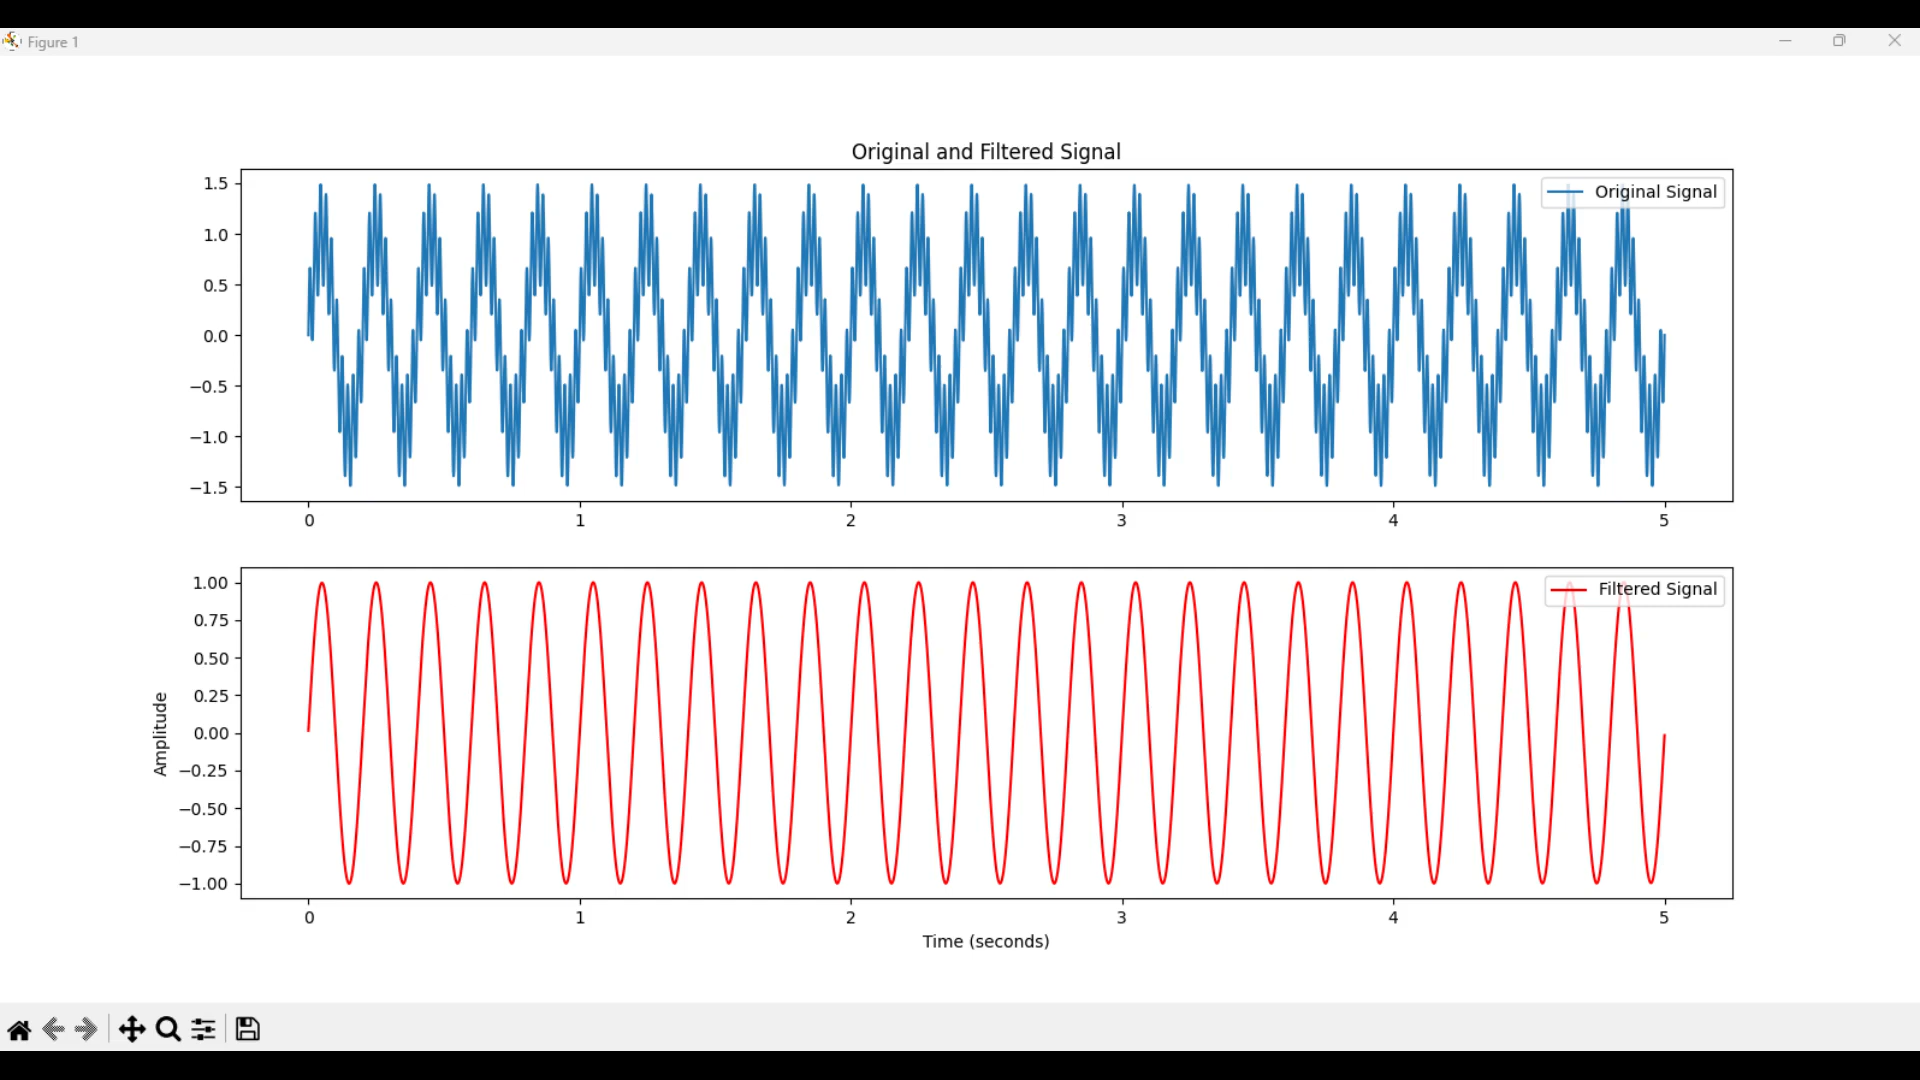 Figure 1
Original and Filtered Signal
Original Signal
1.5
1.0
0.5
0.0
−0.5
−1.0
−1.5
0 1 2 3 4 5
Filtered Signal
1.00
0.75
0.50
0.25
0.00
−0.25
−0.50
−0.75
−1.00
Amplitude
0 1 2 3 4 5
Time (seconds)